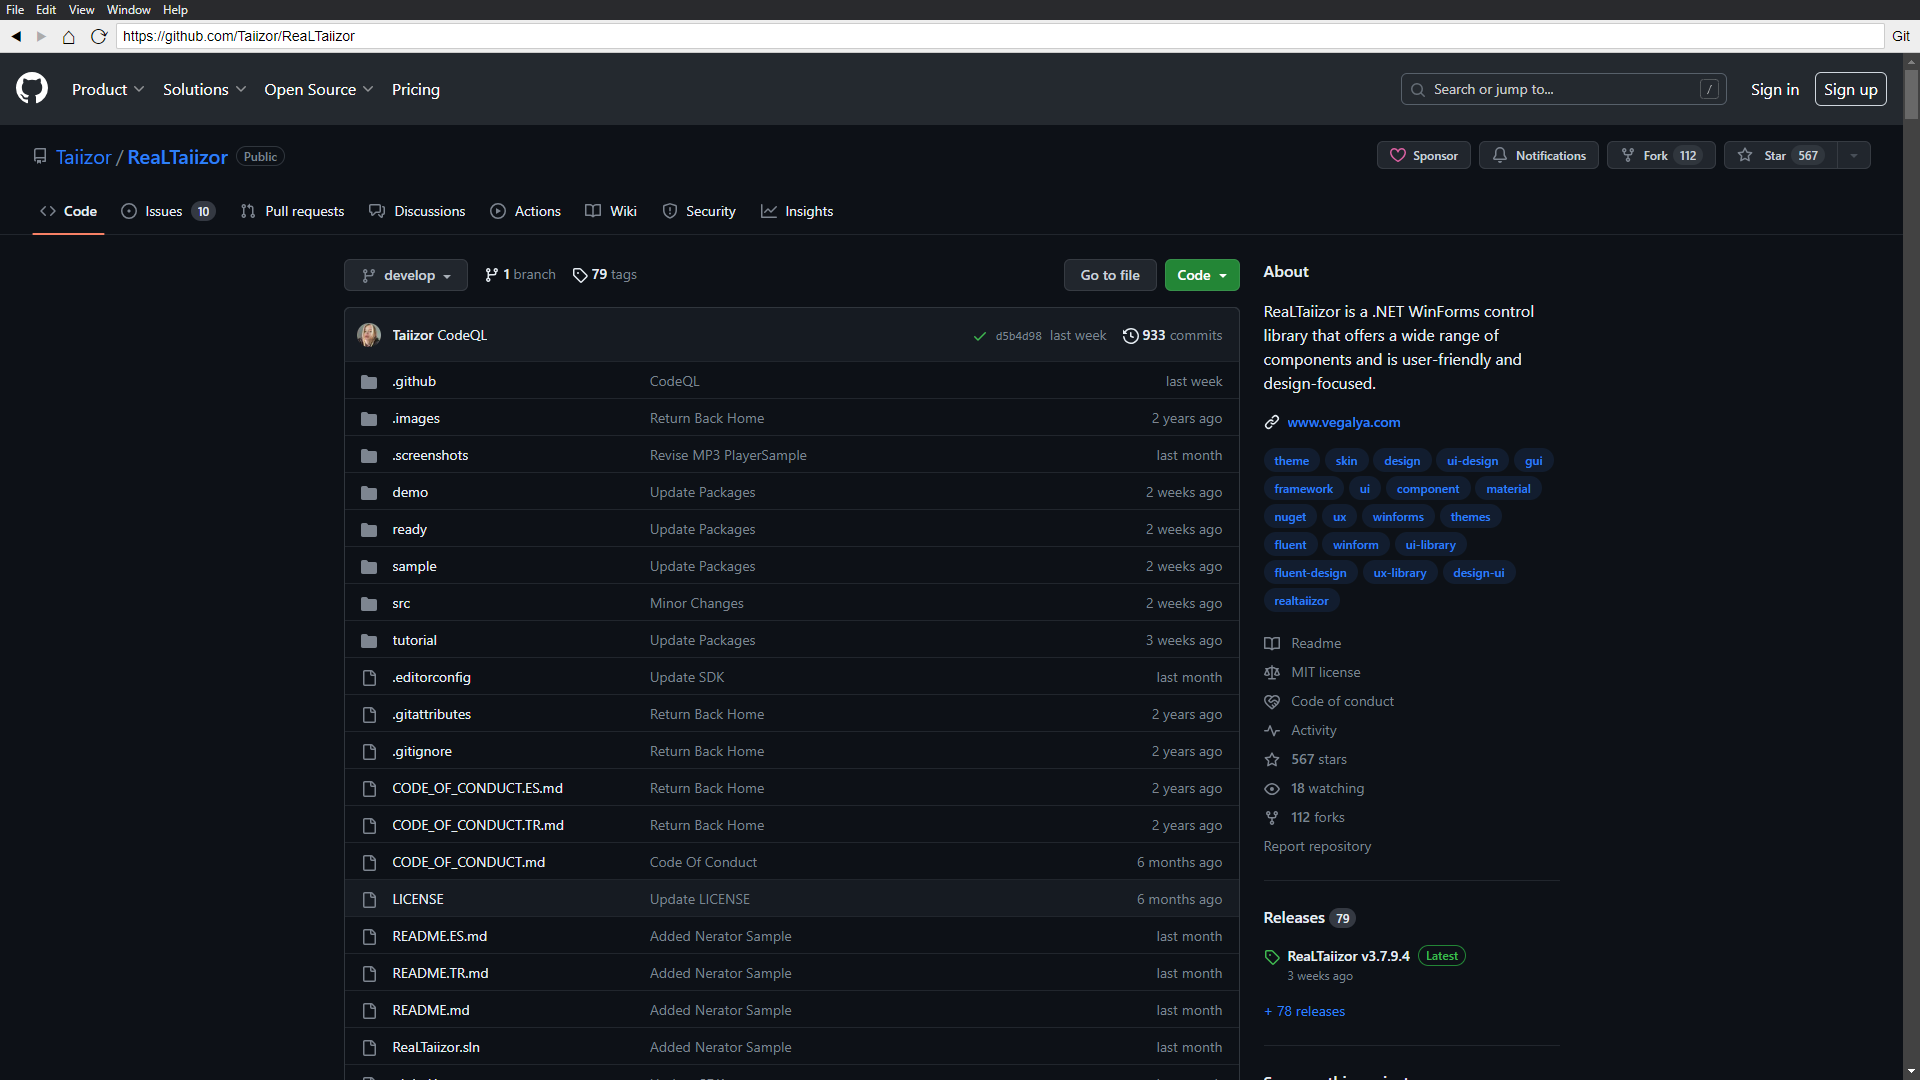 File Edit View Window Help
https://github.com/Taiizor/ReaLTaiizor Git
Product Solutions Open Source Pricing Search or jump to... / Sign in Sign up
Taiizor / ReaLTaiizor Public Sponsor Notifications Fork 112 Star 567
Code Issues 10 Pull requests Discussions Actions Wiki Security Insights
develop 1 branch 79 tags Go to file Code
Taiizor CodeQL d5b4d98 last week 933 commits
.github CodeQL last week
.images Return Back Home 2 years ago
.screenshots Revise MP3 PlayerSample last month
demo Update Packages 2 weeks ago
ready Update Packages 2 weeks ago
sample Update Packages 2 weeks ago
src Minor Changes 2 weeks ago
tutorial Update Packages 3 weeks ago
.editorconfig Update SDK last month
.gitattributes Return Back Home 2 years ago
.gitignore Return Back Home 2 years ago
CODE_OF_CONDUCT.ES.md Return Back Home 2 years ago
CODE_OF_CONDUCT.TR.md Return Back Home 2 years ago
CODE_OF_CONDUCT.md Code Of Conduct 6 months ago
LICENSE Update LICENSE 6 months ago
README.ES.md Added Nerator Sample last month
README.TR.md Added Nerator Sample last month
README.md Added Nerator Sample last month
ReaLTaiizor.sln Added Nerator Sample last month
About
ReaLTaiizor is a .NET WinForms control
library that offers a wide range of
components and is user-friendly and
design-focused.
www.vegalya.com
theme skin design ui-design gui
framework ui component material
nuget ux winforms themes
fluent winform ui-library
fluent-design ux-library design-ui
realtaiizor
Readme
MIT license
Code of conduct
Activity
567 stars
18 watching
112 forks
Report repository
Releases 79
ReaLTaiizor v3.7.9.4 Latest
3 weeks ago
+ 78 releases